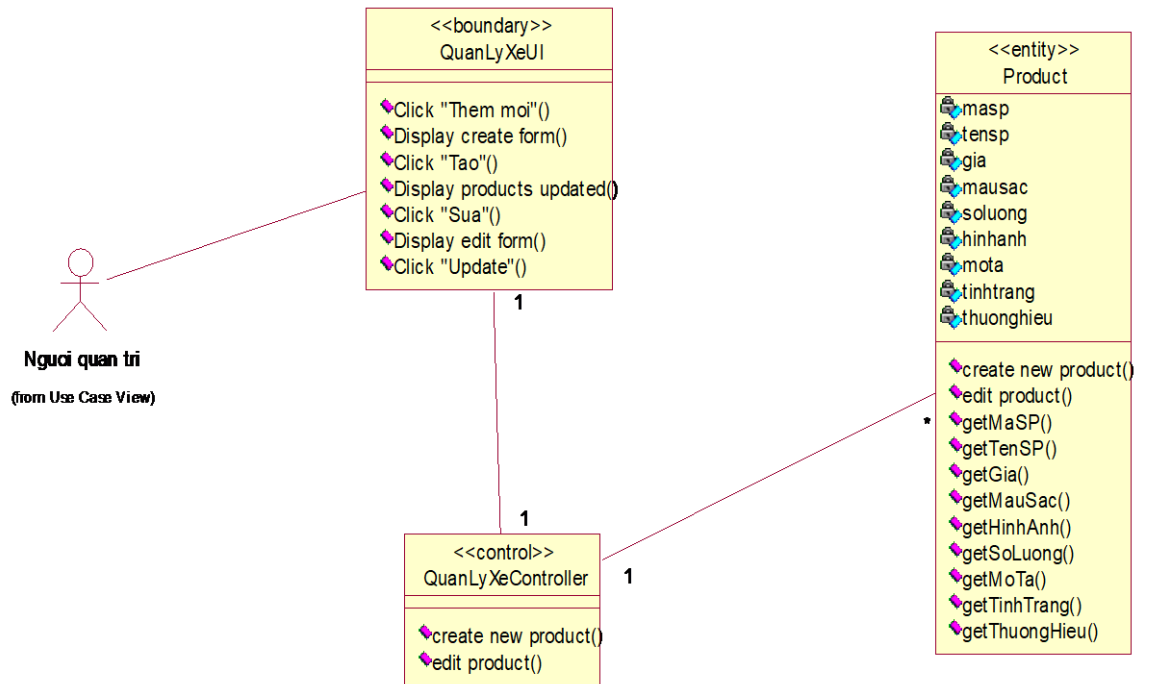 <<boundary>>
QuanLyXeUI
Click "Them moi"()
Display create form()
Click "Tao"()
Display products updated()
Click "Sua"()
Display edit form()
Click "Update"()
1
Nguoi quan tri
(from Use Case View)
1
<<control>>
QuanLyXeController
create new product()
edit product()
1
*
<<entity>>
Product
masp
tensp
gia
mausac
soluong
hinhanh
mota
tinhtrang
thuonghieu
create new product()
edit product()
getMaSP()
getTenSP()
getGia()
getMauSac()
getHinhAnh()
getSoLuong()
getMoTa()
getTinhTrang()
getThuongHieu()